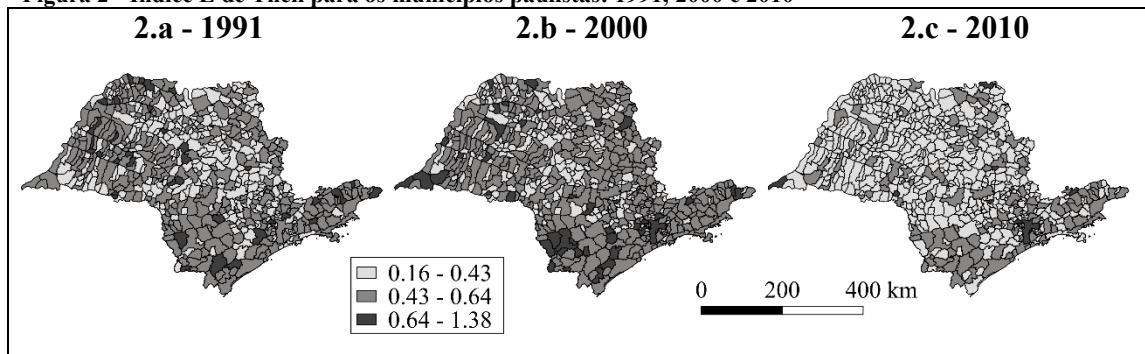 Figura 2 - Índice L de Theil para os municípios paulistas: 1991, 2000 e 2010
2.a - 1991 2.b - 2000 2.c - 2010
0.16 - 0.43
0.43 - 0.64
0.64 - 1.38
0 200 400 km